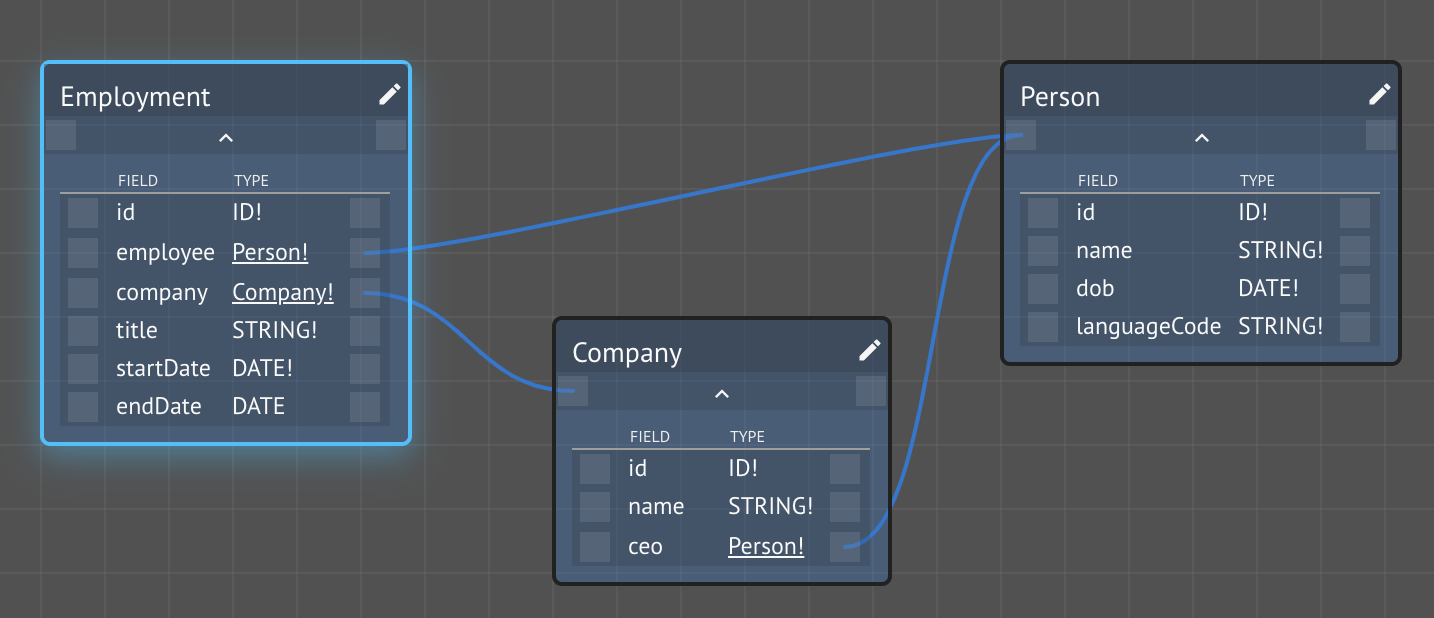 Employment
FIELD TYPE
id ID!
employee Person!
company Company!
title STRING!
startDate DATE!
endDate DATE
Company
FIELD TYPE
id ID!
name STRING!
ceo Person!
Person
FIELD TYPE
id ID!
name STRING!
dob DATE!
languageCode STRING!